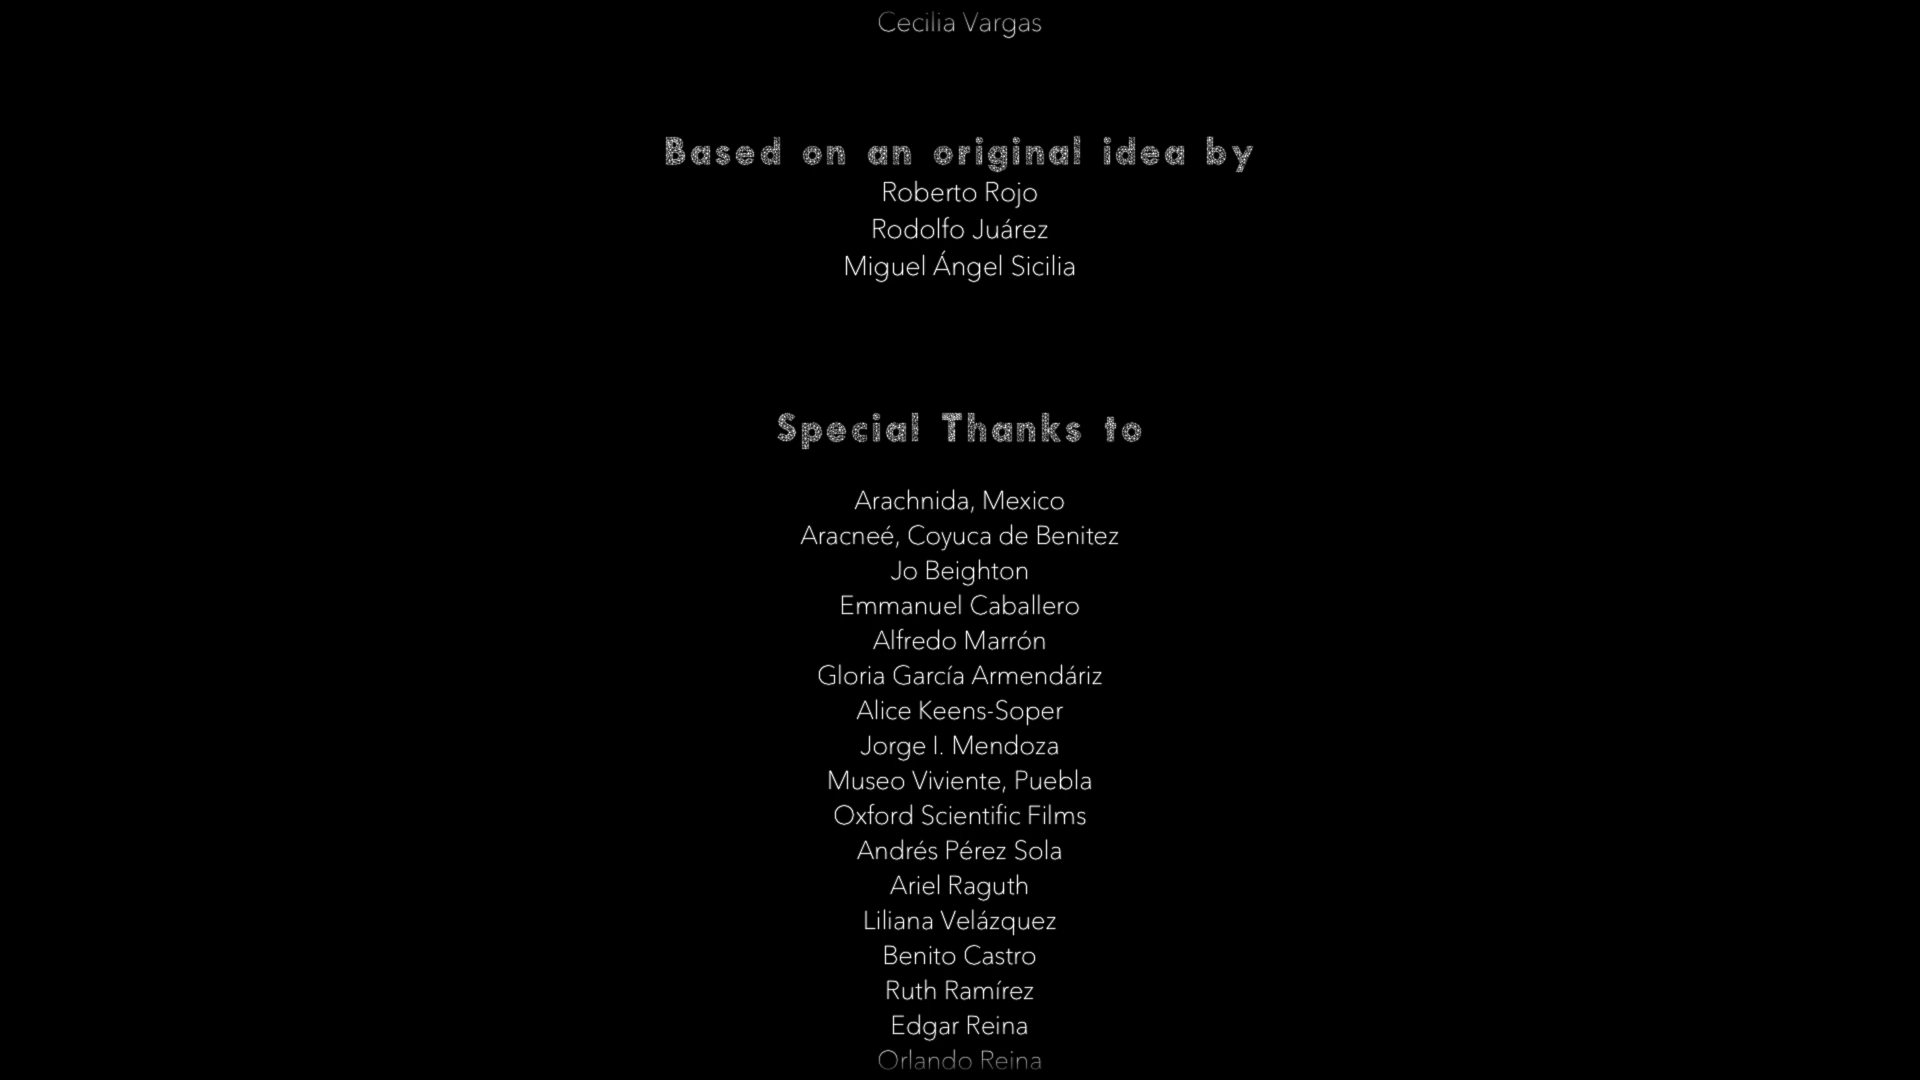 Cecilia Vargas
Based on an original idea by
Roberto Rojo
Rodolfo Juárez
Miguel Ángel Sicilia
Special Thanks to
Arachnida, Mexico
Aracneé, Coyuca de Benitez
Jo Beighton
Emmanuel Caballero
Alfredo Marrón
Gloria García Armendáriz
Alice Keens-Soper
Jorge I. Mendoza
Museo Viviente, Puebla
Oxford Scientific Films
Andrés Pérez Sola
Ariel Raguth
Liliana Velázquez
Benito Castro
Ruth Ramírez
Edgar Reina
Orlando Reina